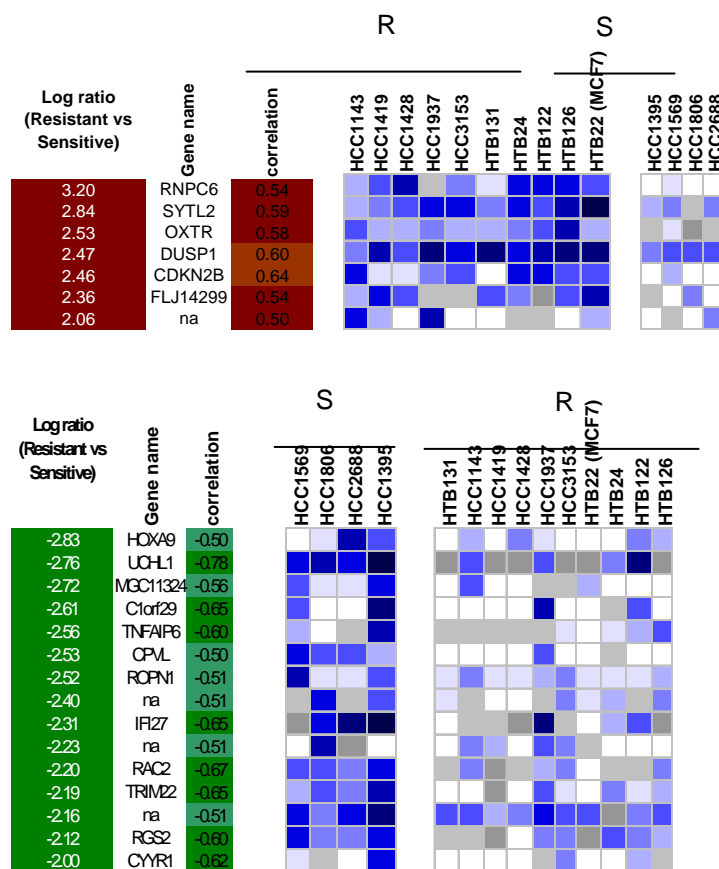 R S
Log ratio (Resistant vs Sensitive) Gene name correlation HCC1143 HCC1419 HCC1428 HCC1937 HCC3153 HTB131 HTB24 HTB122 HTB126 HTB22 (MCF7) HCC1395 HCC1569 HCC1806 HCC2688
3.20 RNPC6 0.54
2.84 SYTL2 0.59
2.53 OXTR 0.58
2.47 DUSP1 0.60
2.46 CDKN2B 0.64
2.36 FLJ14299 0.54
2.06 na 0.50
S R
Log ratio (Resistant vs Sensitive) Gene name correlation HCC1569 HCC1806 HCC2688 HCC1395 HTB131 HCC1143 HCC1419 HCC1428 HCC1937 HCC3153 HTB22 (MCF7) HTB24 HTB122 HTB126
-2.83 HOXA9 -0.50
-2.76 UCHL1 -0.78
-2.72 MGC11324 -0.56
-2.61 C1orf29 -0.65
-2.56 TNFAIP6 -0.60
-2.53 CPVL -0.50
-2.52 ROPN1 -0.51
-2.40 na -0.51
-2.31 IFI27 -0.65
-2.23 na -0.51
-2.20 RAC2 -0.67
-2.19 TRIM22 -0.65
-2.16 na -0.51
-2.12 RGS2 -0.60
-2.00 CYYR1 -0.62